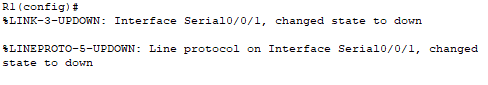 R1(config)#
%LINK-3-UPDOWN: Interface Serial0/0/1, changed state to down
%LINEPROTO-5-UPDOWN: Line protocol on Interface Serial0/0/1, changed
state to down